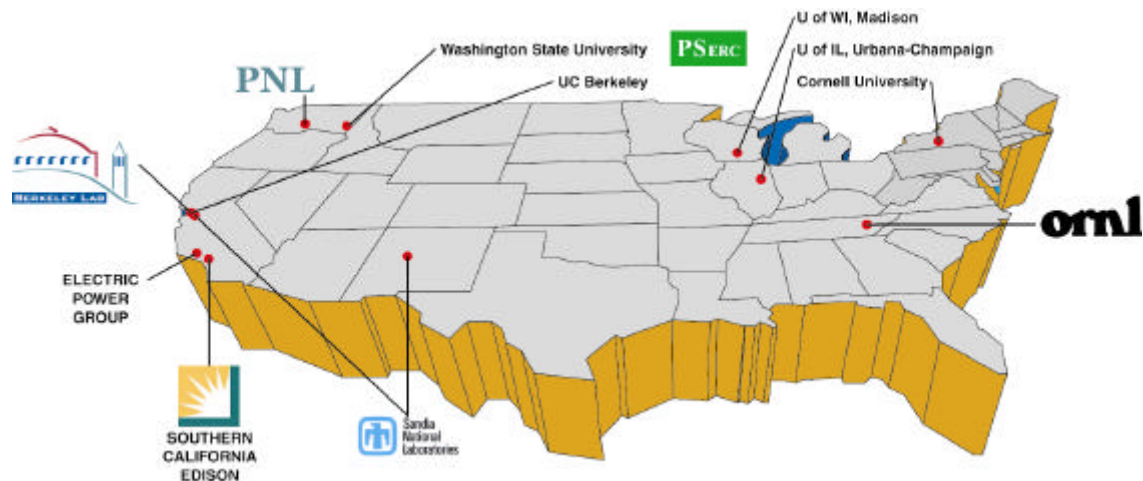 U of WI, Madison
PSERC
Washington State University
U of IL, Urbana-Champaign
PNL
UC Berkeley
Cornell University
BERKELEY LAB
ornl
ELECTRIC
POWER
GROUP
Sandia
National
Laboratories
SOUTHERN
CALIFORNIA
EDISON